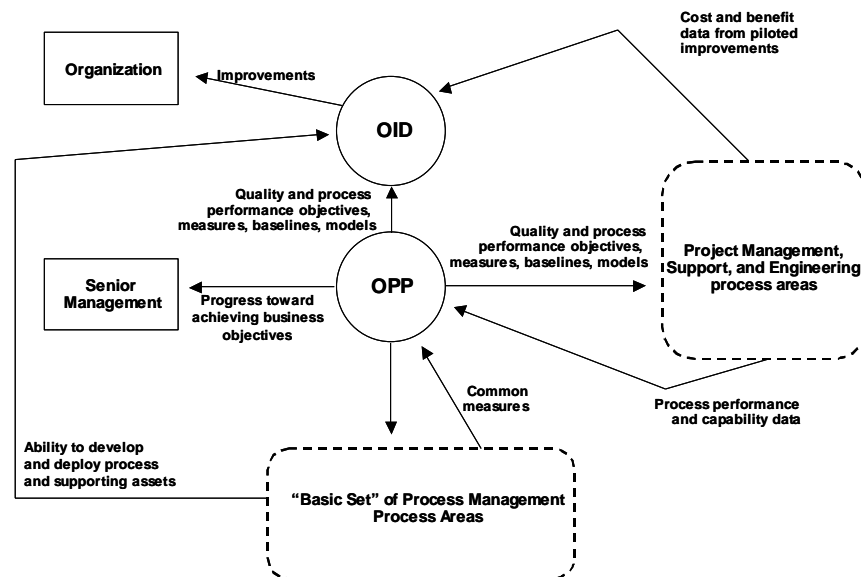 Cost and benefit
data from piloted
improvements
Organization
Improvements
OID
Quality and process
performance objectives,
measures, baselines, models
Quality and process
performance objectives,
measures, baselines, models
Project Management,
Support, and Engineering
process areas
Senior
Management
OPP
Progress toward
achieving business
objectives
Common
measures
Process performance
and capability data
Ability to develop
and deploy process
and supporting assets
“Basic Set” of Process Management
Process Areas